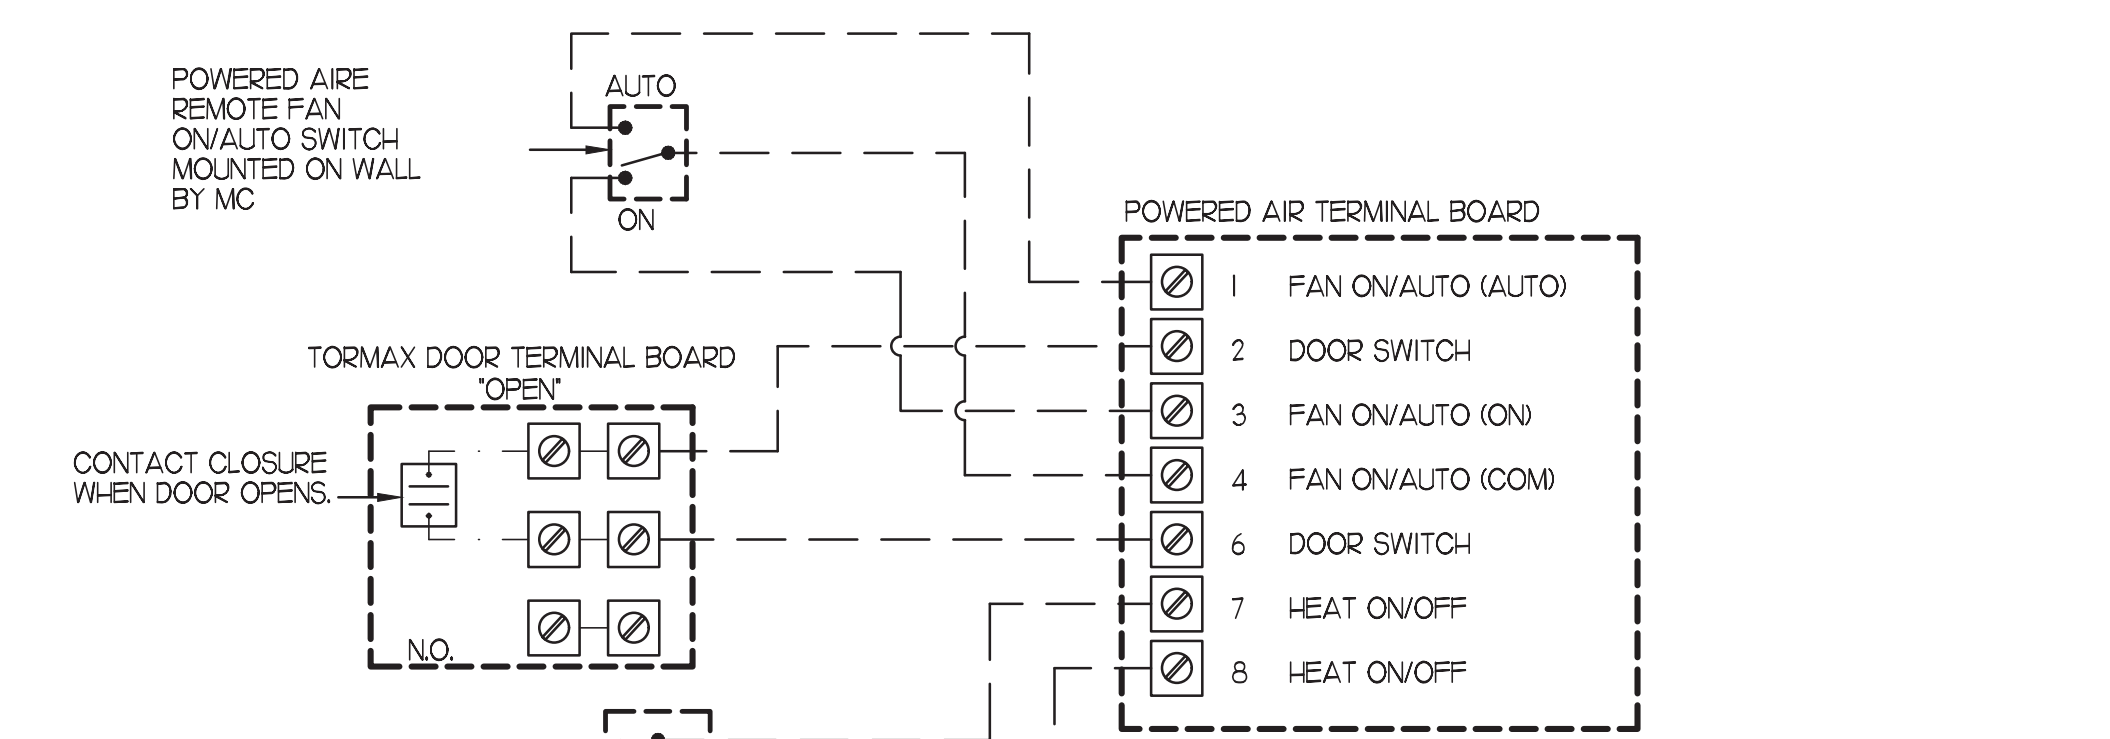 POWERED AIRE
REMOTE FAN
ON/AUTO SWITCH
MOUNTED ON WALL
BY MC
AUTO
ON
POWERED AIR TERMINAL BOARD
1 FAN ON/AUTO (AUTO)
2 DOOR SWITCH
3 FAN ON/AUTO (ON)
4 FAN ON/AUTO (COM)
6 DOOR SWITCH
7 HEAT ON/OFF
8 HEAT ON/OFF
TORMAX DOOR TERMINAL BOARD
"OPEN"
CONTACT CLOSURE
WHEN DOOR OPENS.
N.O.